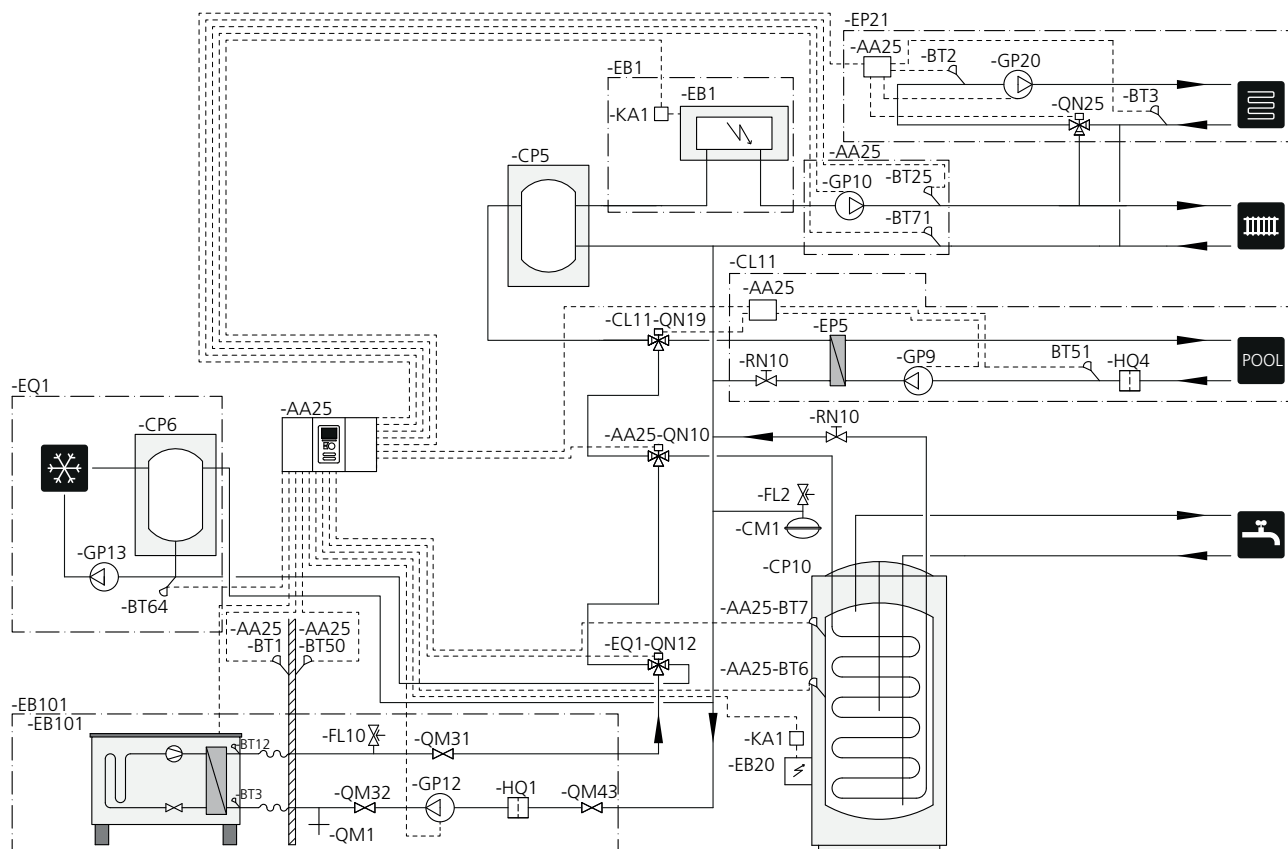 -EP21
-AA25
-BT2
-GP20
-QN25
-BT3
-EB1
-EB1
-KA1
-CP5
-AA25
-GP10
-BT25
-BT71
-CL11
-AA25
-CL11-QN19
-EP5
-RN10
-GP9
BT51
-HQ4
POOL
-EQ1
-CP6
-AA25
-AA25-QN10
-RN10
-FL2
-CM1
-GP13
-BT64
-CP10
-AA25
-BT1
-AA25
-BT50
-EQ1-QN12
-AA25-BT7
-AA25-BT6
-EB101
-EB101
-BT12
-FL10
-QM31
-KA1
-EB20
-BT3
-QM32
-GP12
-HQ1
-QM43
-QM1